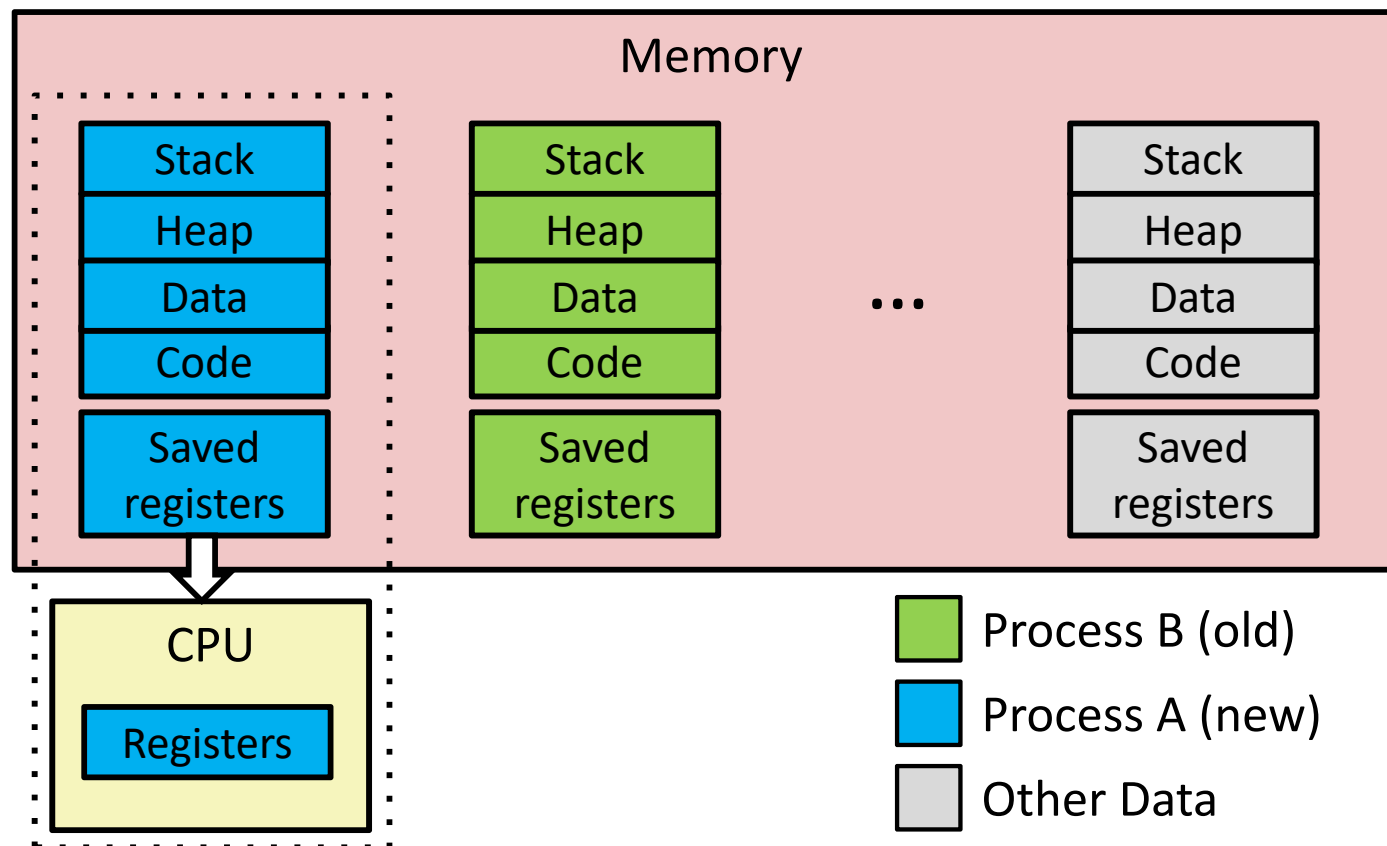 Memory
Stack
Heap
Data
Code
Saved
registers
Stack
Heap
Data
Code
Saved
registers
...
Stack
Heap
Data
Code
Saved
registers
CPU
Registers
Process B (old)
Process A (new)
Other Data